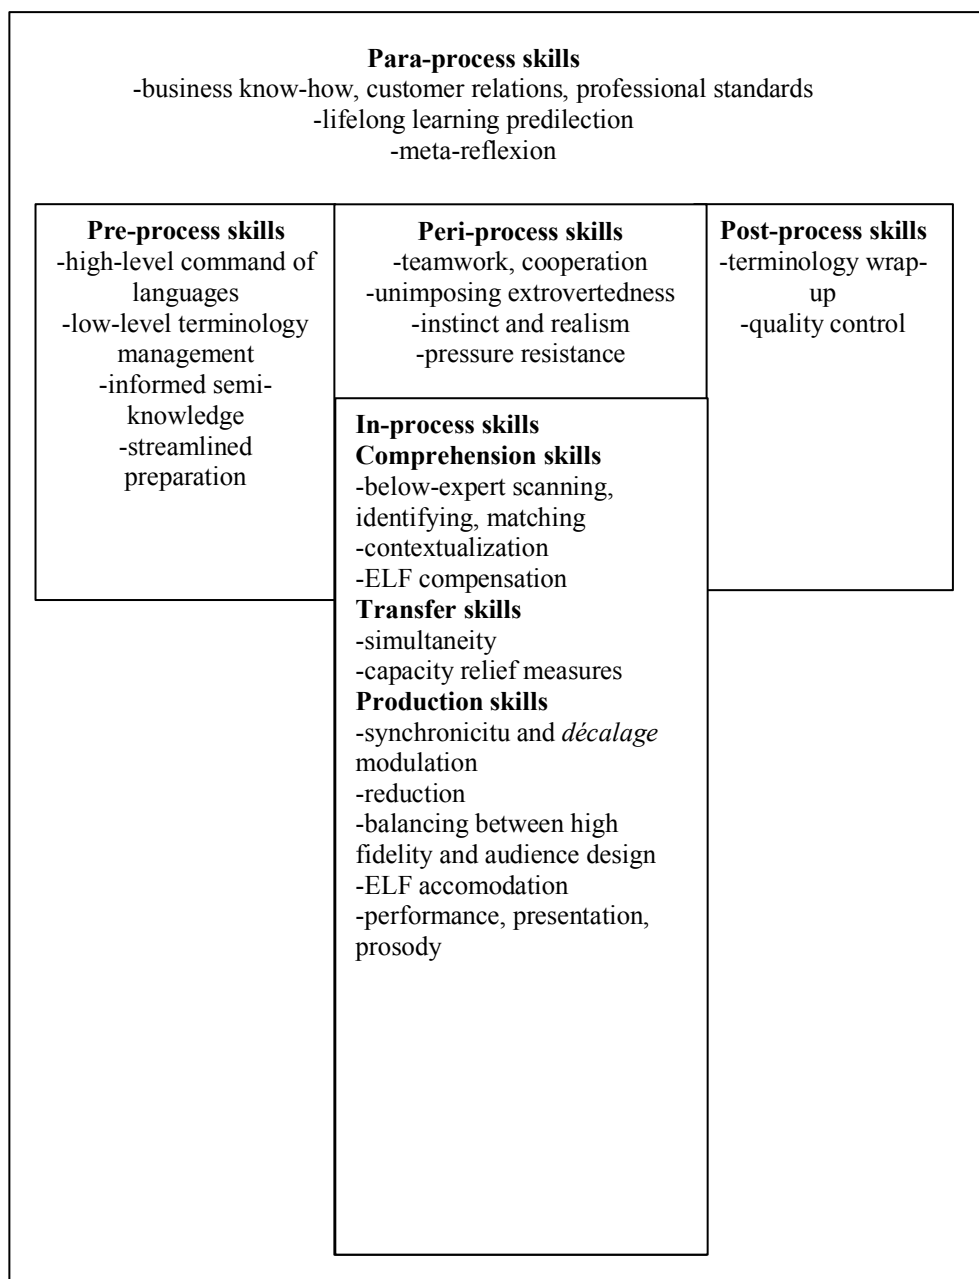 Para-process skills
-business know-how, customer relations, professional standards
-lifelong learning predilection
-meta-reflexion
Pre-process skills
-high-level command of
languages
-low-level terminology
management
-informed semi-
knowledge
-streamlined
preparation
Peri-process skills
-teamwork, cooperation
-unimposing extrovertedness
-instinct and realism
-pressure resistance
Post-process skills
-terminology wrap-
up
-quality control
In-process skills
Comprehension skills
-below-expert scanning,
identifying, matching
-contextualization
-ELF compensation
Transfer skills
-simultaneity
-capacity relief measures
Production skills
-synchronicitu and décalage
modulation
-reduction
-balancing between high
fidelity and audience design
-ELF accomodation
-performance, presentation,
prosody